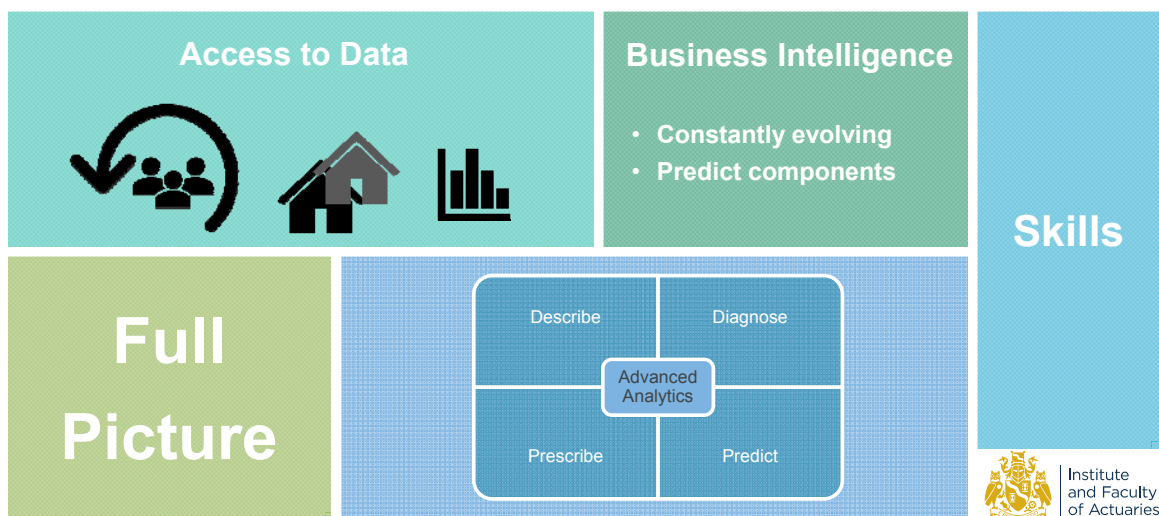 Access to Data
Business Intelligence
• Constantly evolving
• Predict components
Skills
Full
Picture
Describe
Diagnose
Advanced
Analytics
Prescribe
Predict
Institute
and Faculty
of Actuaries